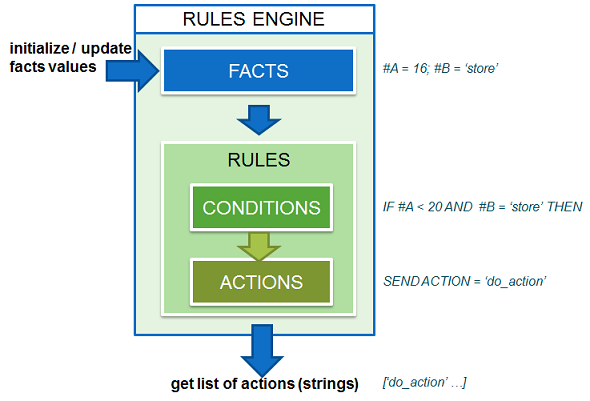 RULES ENGINE
initialize / update
facts values
FACTS
#A = 16; #B = ‘store’
RULES
CONDITIONS
IF #A < 20 AND #B = ‘store’ THEN
ACTIONS
SEND ACTION = ‘do_action’
get list of actions (strings)
[‘do_action’ ...]